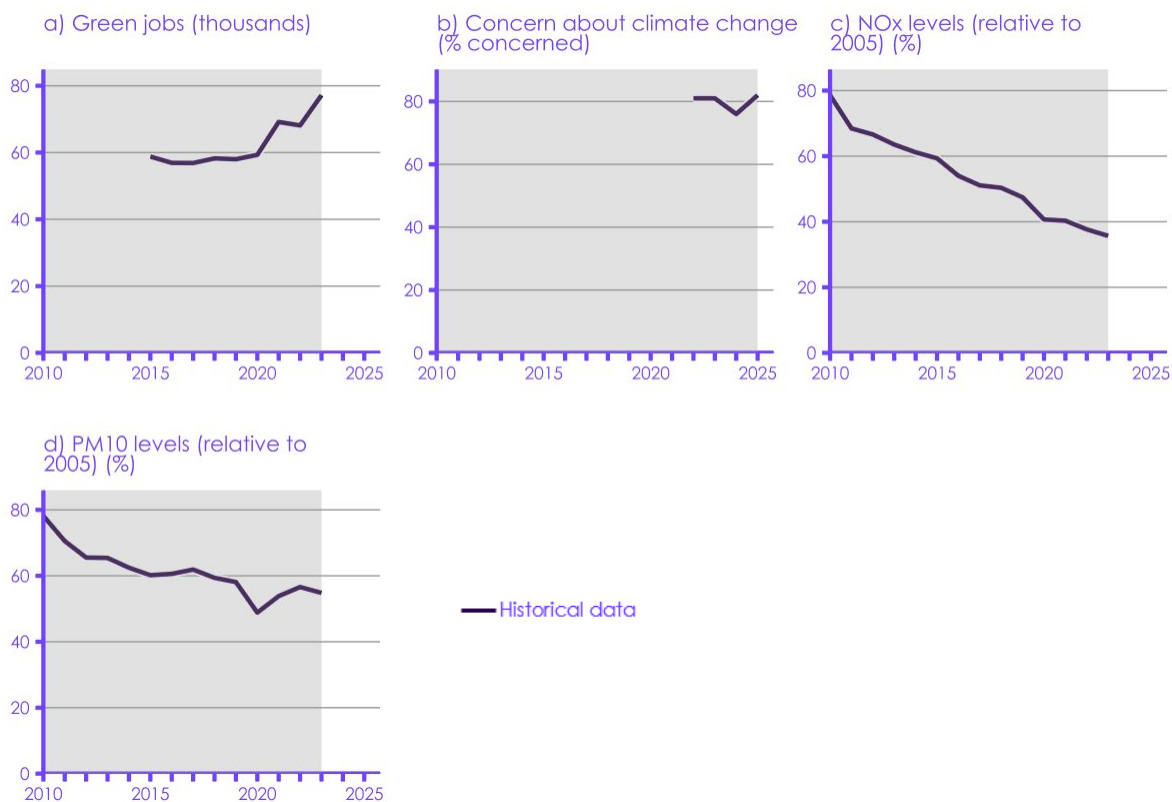 a) Green jobs (thousands)
80
60
40
20
0
2010 2015 2020 2025
b) Concern about climate change
(% concerned)
80
60
40
20
0
2010 2015 2020 2025
c) NOx levels (relative to
2005) (%)
80
60
40
20
0
2010 2015 2020 2025
d) PM10 levels (relative to
2005) (%)
80
60
40
20
0
2010 2015 2020 2025
Historical data